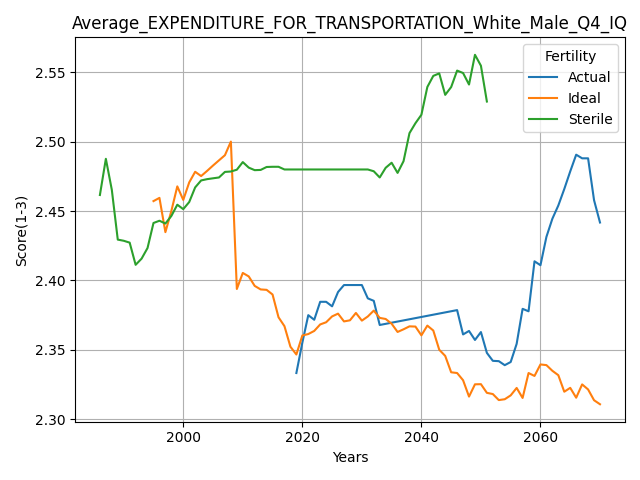 Average_EXPENDITURE_FOR_TRANSPORTATION_White_Male_Q4_IQ
Fertility
Actual
Ideal
Sterile
Score(1-3)
2.55
2.50
2.45
2.40
2.35
2.30
2000
2020
2040
2060
Years